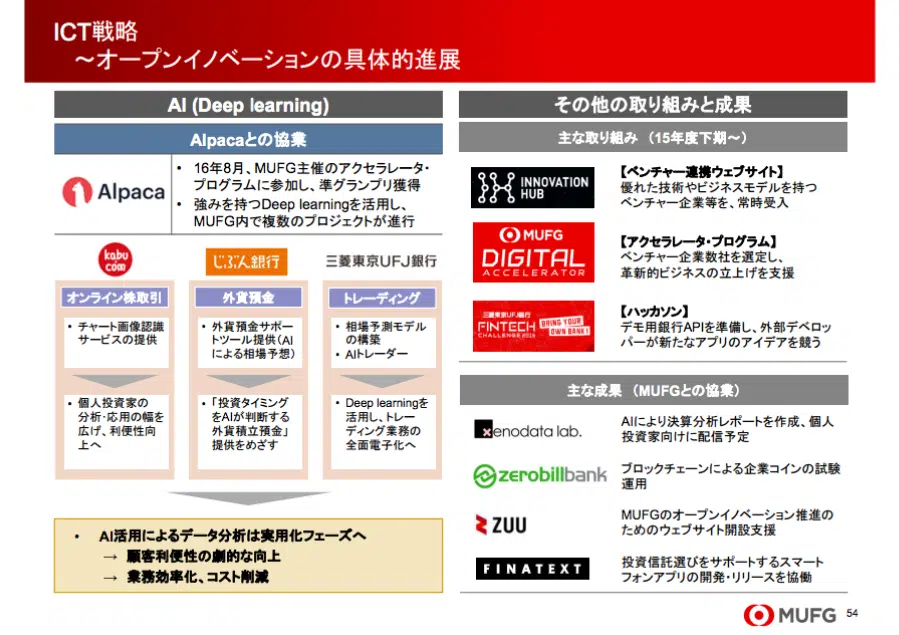 ICT戦略
～オープンイノベーションの具体的進展
AI (Deep learning)
Alpacaとの協業
Alpaca
• 16年8月、MUFG主催のアクセラレータ・
プログラムに参加し、準グランプリ獲得
• 強みを持つDeep learningを活用し、
MUFG内で複数のプロジェクトが進行
kabu
com
じぶん銀行
三菱東京UFJ銀行
オンライン株取引
• チャート画像認識
サービスの提供
• 個人投資家の
分析・応用の幅を
広げ、利便性向
上へ
外貨預金
• 外貨預金サポー
トツール提供（AI
による相場予想）
• 「投資タイミング
をAIが判断する
外貨積立預金」
提供をめざす
トレーディング
• 相場予測モデル
の構築
• AIトレーダー
• Deep learningを
活用し、トレー
ディング業務の
全面電子化へ
• AI活用によるデータ分析は実用化フェーズへ
→ 顧客利便性の劇的な向上
→ 業務効率化、コスト削減
その他の取り組みと成果
主な取り組み （15年度下期～）
INNOVATION
HUB
【ベンチャー連携ウェブサイト】
優れた技術やビジネスモデルを持つ
ベンチャー企業等を、常時受入
MUFG
DIGITAL
ACCELERATOR
【アクセラレータ・プログラム】
ベンチャー企業数社を選定し、
革新的ビジネスの立上げを支援
三菱東京UFJ銀行
FINTECH
CHALLENGE 2016
BRING YOUR
OWN BANK!
【ハッカソン】
デモ用銀行APIを準備し、外部デベロッ
パーが新たなアプリのアイデアを競う
主な成果 （MUFGとの協業）
xenodata lab.
AIにより決算分析レポートを作成、個人
投資家向けに配信予定
zerobillbank
ブロックチェーンによる企業コインの試験
運用
ZUU
MUFGのオープンイノベーション推進の
ためのウェブサイト開設支援
FINATEXT
投資信託選びをサポートするスマート
フォンアプリの開発・リリースを協働
MUFG
54